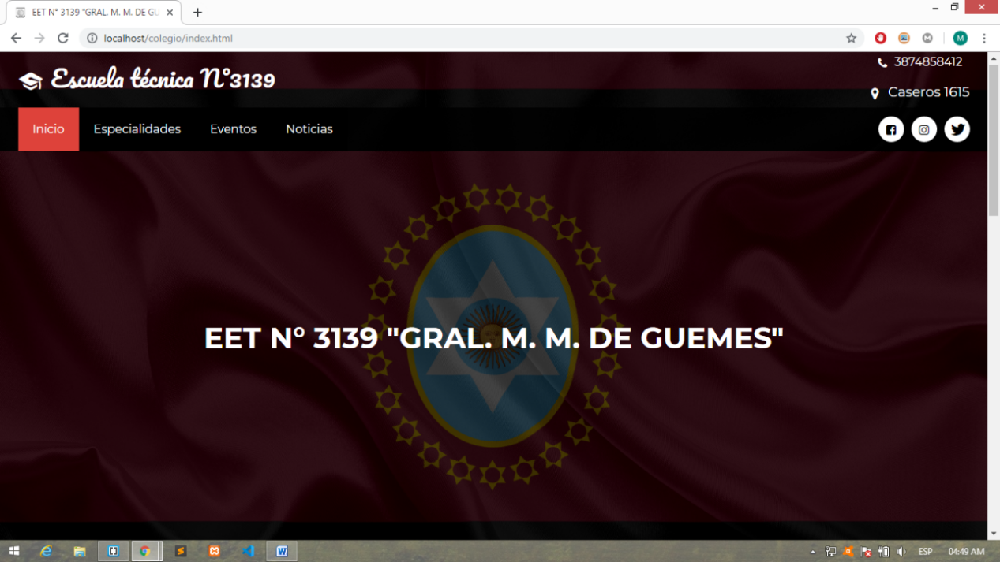 EET N° 3139 "GRAL. M. M. DE GU
localhost/colegio/index.html
M
Escuela técnica N°3139
3874858412
Caseros 1615
Inicio Especialidades Eventos Noticias
EET N° 3139 "GRAL. M. M. DE GUEMES"
ESP 04:49 AM